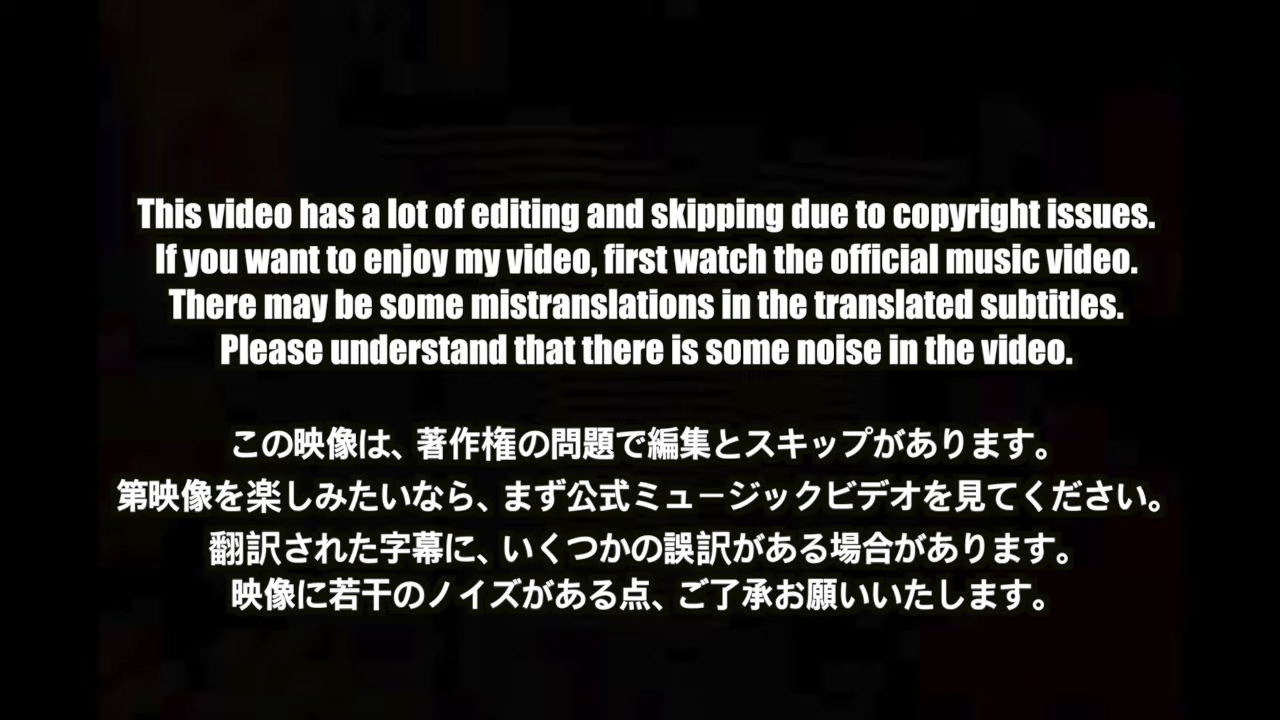 This video has a lot of editing and skipping due to copyright issues.
If you want to enjoy my video, first watch the official music video.
There may be some mistranslations in the translated subtitles.
Please understand that there is some noise in the video.
この映像は、著作権の問題で編集とスキップがあります。
第映像を楽しみたいなら、まず公式ミュージックビデオを見てください。
翻訳された字幕に、いくつかの誤訳がある場合があります。
映像に若干のノイズがある点、ご了承お願いいたします。